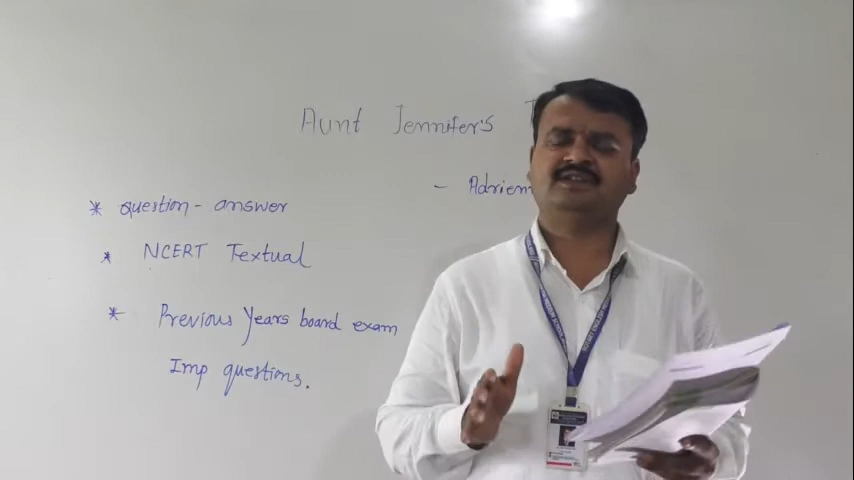 Aunt Jennifer's
- Adrien
* question - answer
* NCERT Textual
* Previous Years board exam
Imp questions.